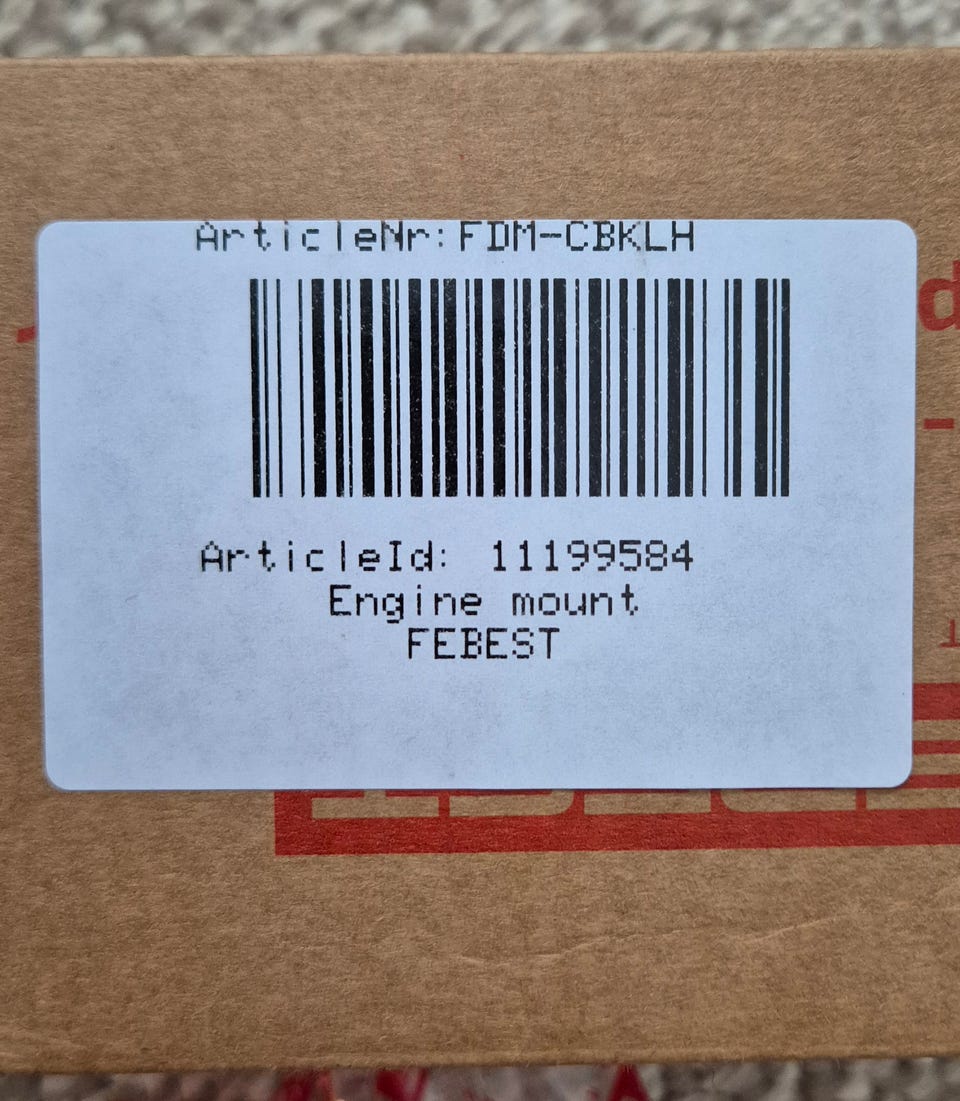 ArticleNr: FDM-CBKLH
ArticleId: 11199584
Engine mount
FEBEST